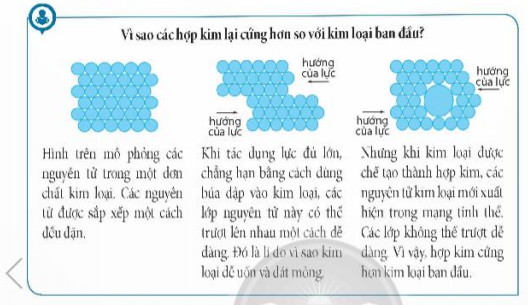 Vì sao các hợp kim lại cứng hơn so với kim loại ban đầu?
hướng
của lực
hướng
của lực
hướng
của lực
hướng
của lực
Hình trên mô phỏng các
nguyên tử trong một đơn
chất kim loại. Các nguyên
tử được sắp xếp một cách
đều đặn.
Khi tác dụng lực đủ lớn,
chẳng hạn bằng cách dùng
búa dập vào kim loại, các
lớp nguyên tử này có thể
trượt lên nhau một cách dễ
dàng. Đó là lí do vì sao kim
loại dễ uốn và dát mỏng.
Nhưng khi kim loại được
chế tạo thành hợp kim, các
nguyên tử kim loại mới xuất
hiện trong mạng tinh thể.
Các lớp không thể trượt dễ
dàng. Vì vậy, hợp kim cứng
hơn kim loại ban đầu.